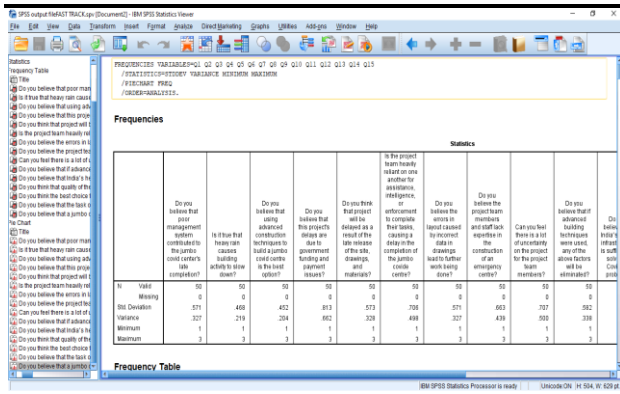 SPSS output fileFAST TRACK.spv [Document2] - IBM SPSS Statistics Viewer
File Edit View Data Transform Insert Format Analyze Direct Marketing Graphs Utilities Add-ons Window Help
Statistics
Frequency Table
Title
Do you believe that poor man
Is it true that heavy rain cause
Do you believe that using adv
Do you believe that this proje
Do you think that project will b
Is the project team heavily rel
Do you believe the errors in la
Do you believe the project tea
Can you feel there is a lot of u
Do you believe that if advance
Do you believe that India's he
Do you think that quality of the
Do you think the best choice f
Do you believe that the task o
Do you believe that a jumbo c
Pie Chart
Title
Do you believe that poor man
Is it true that heavy rain cause
Do you believe that using adv
Do you believe that this proje
Do you think that project will b
Is the project team heavily rel
Do you believe the errors in la
Do you believe the project tea
Can you feel there is a lot of u
Do you believe that if advance
Do you believe that India's he
Do you think that quality of the
Do you think the best choice f
Do you believe that the task o
Do you believe that a jumbo c
FREQUENCIES VARIABLES=Q1 Q2 Q3 Q4 Q5 Q6 Q7 Q8 Q9 Q10 Q11 Q12 Q13 Q14 Q15
/STATISTICS=STDDEV VARIANCE MINIMUM MAXIMUM
/PIECHART FREQ
/ORDER=ANALYSIS.
Frequencies
Statistics
Do you
believe that
poor
management
system
contributed to
the jumbo
covid center's
late
completion?
Is it true that
heavy rain
causes
building
activity to slow
down?
Do you
believe that
using
advanced
construction
techniques to
build a jumbo
covid centre
is the best
option?
Do you
believe that
this project's
delays are
due to
government
funding and
payment
issues?
Do you think
that project
will be
delayed as a
result of the
late release
of the site,
drawings,
and
materials?
Is the project
team heavily
reliant on one
another for
assistance,
intelligence,
or
enforcement
to complete
their tasks,
causing a
delay in the
completion of
the jumbo
covide
centre?
Do you
believe the
errors in
layout caused
by incorrect
data in
drawings
lead to further
work being
done?
Do you
believe the
project team
members
and staff lack
expertise in
the
construction
of an
emergency
centre?
Can you feel
there is a lot
of uncertainty
on the project
for the project
team
members?
Do you
believe that if
advanced
building
techniques
were used,
any of the
above factors
will be
eliminated?
N Valid 50 50 50 50 50 50 50 50 50 50
Missing 0 0 0 0 0 0 0 0 0 0
Std. Deviation .571 .468 .452 .813 .573 .706 .571 .663 .707 .582
Variance .327 .219 .204 .662 .328 .498 .327 .439 .500 .338
Minimum 1 1 1 1 1 1 1 1 1 1
Maximum 3 3 3 3 3 3 3 3 3 3
Frequency Table
IBM SPSS Statistics Processor is ready Unicode:ON H: 504, W: 629 pt.